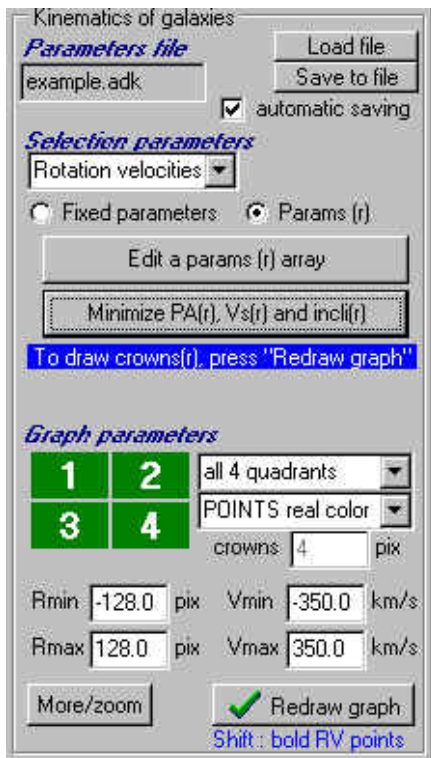 Kinematics of galaxies
Parameters file
Load file
example.adk
Save to file
automatic saving
Selection parameters
Rotation velocities
Fixed parameters
Params (r)
Edit a params (r) array
Minimize PA(r), Vs(r) and incli(r)
To draw crowns(r), press "Redraw graph"
Graph parameters
1 2
all 4 quadrants
3 4
POINTS real color
crowns 4 pix
Rmin -128.0 pix Vmin -350.0 km/s
Rmax 128.0 pix Vmax 350.0 km/s
More/zoom
Redraw graph
Shift : bold RV points